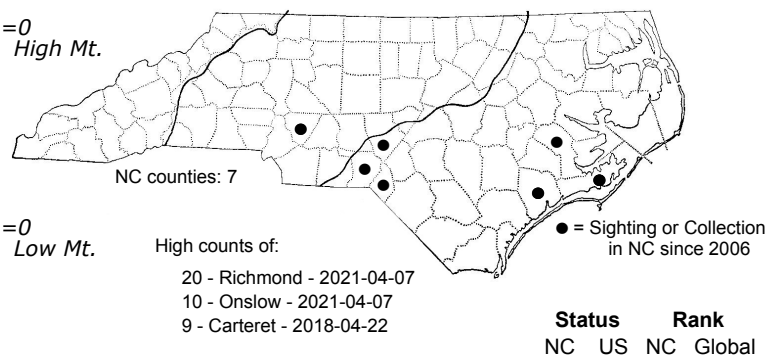 =0
High Mt.
NC counties: 7
=0
Low Mt.
High counts of:
20 - Richmond - 2021-04-07
10 - Onslow - 2021-04-07
9 - Carteret - 2018-04-22
● = Sighting or Collection
in NC since 2006
Status Rank
NC US NC Global